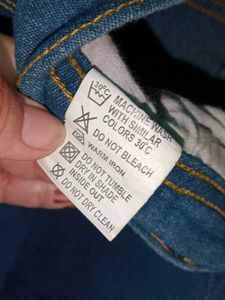 30°C
MACHINE WASH
WITH SIMILAR
COLORS 30°C
DO NOT BLEACH
WARM IRON
DO NOT TUMBLE
DRY IN SHADE
INSIDE OUT
DO NOT DRY CLEAN